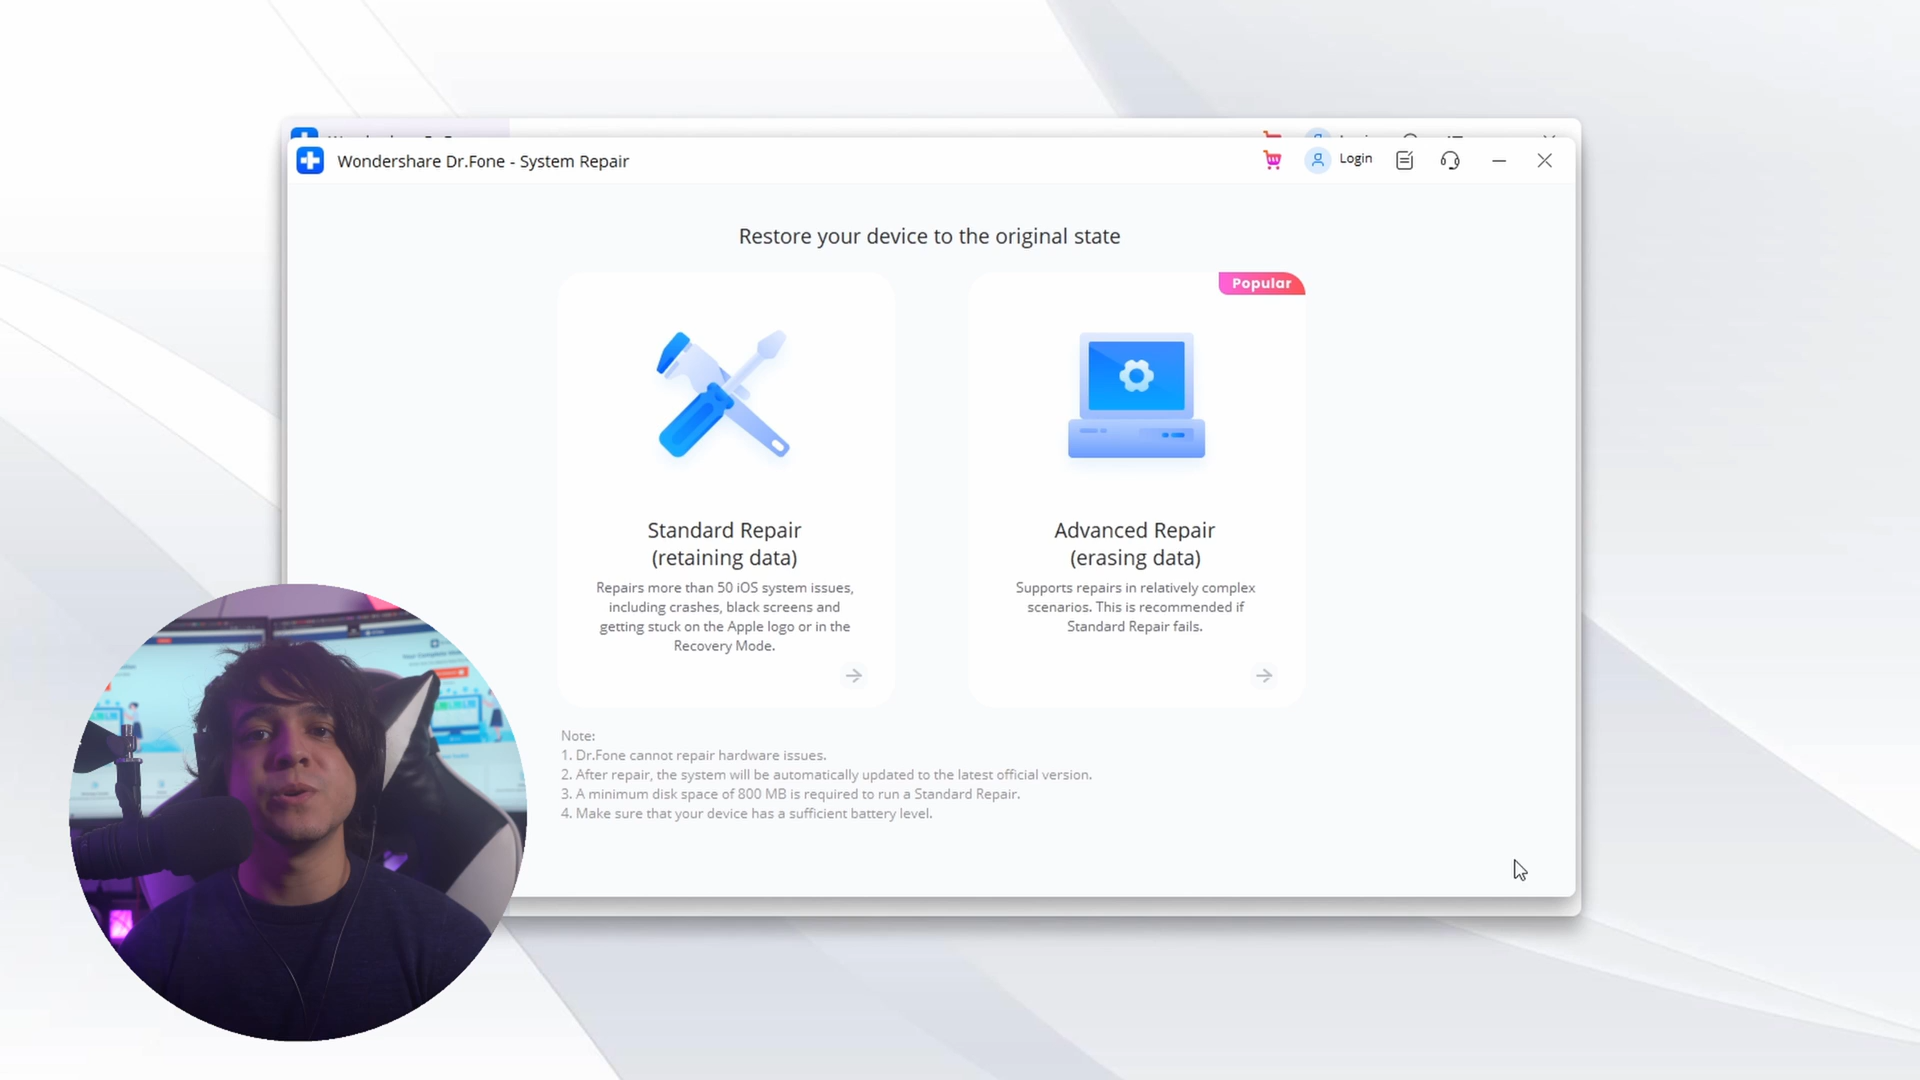 Wondershare Dr.Fone - System Repair
Login
Restore your device to the original state
Popular
Standard Repair
(retaining data)
Repairs more than 50 iOS system issues,
including crashes, black screens and
getting stuck on the Apple logo or in the
Recovery Mode.
Advanced Repair
(erasing data)
Supports repairs in relatively complex
scenarios. This is recommended if
Standard Repair fails.
Note:
1. Dr.Fone cannot repair hardware issues.
2. After repair, the system will be automatically updated to the latest official version.
3. A minimum disk space of 800 MB is required to run a Standard Repair.
4. Make sure that your device has a sufficient battery level.